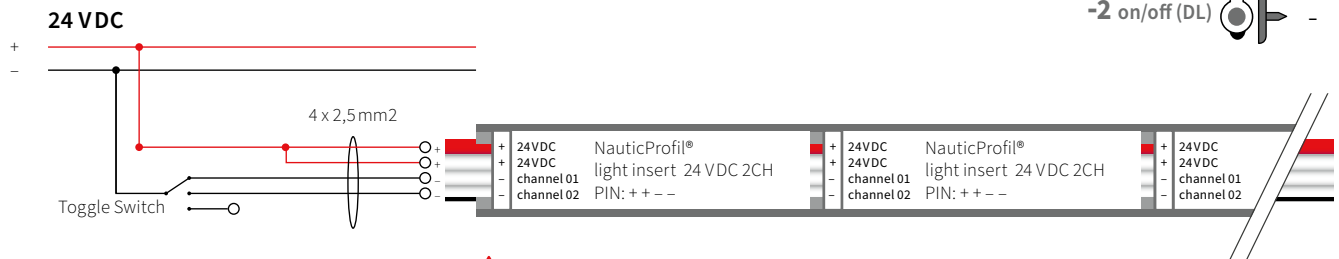 -2 on/off (DL) –
24 VDC
+
–
4 x 2,5 mm2
+
+
–
–
Toggle Switch
+ 24VDC NauticProfil®
+ 24VDC light insert 24 VDC 2CH
– channel 01
– channel 02 PIN: + + – –
+ 24VDC NauticProfil®
+ 24VDC light insert 24 VDC 2CH
– channel 01
– channel 02 PIN: + + – –
+ 24VDC
+ 24VDC
– channel 01
– channel 02